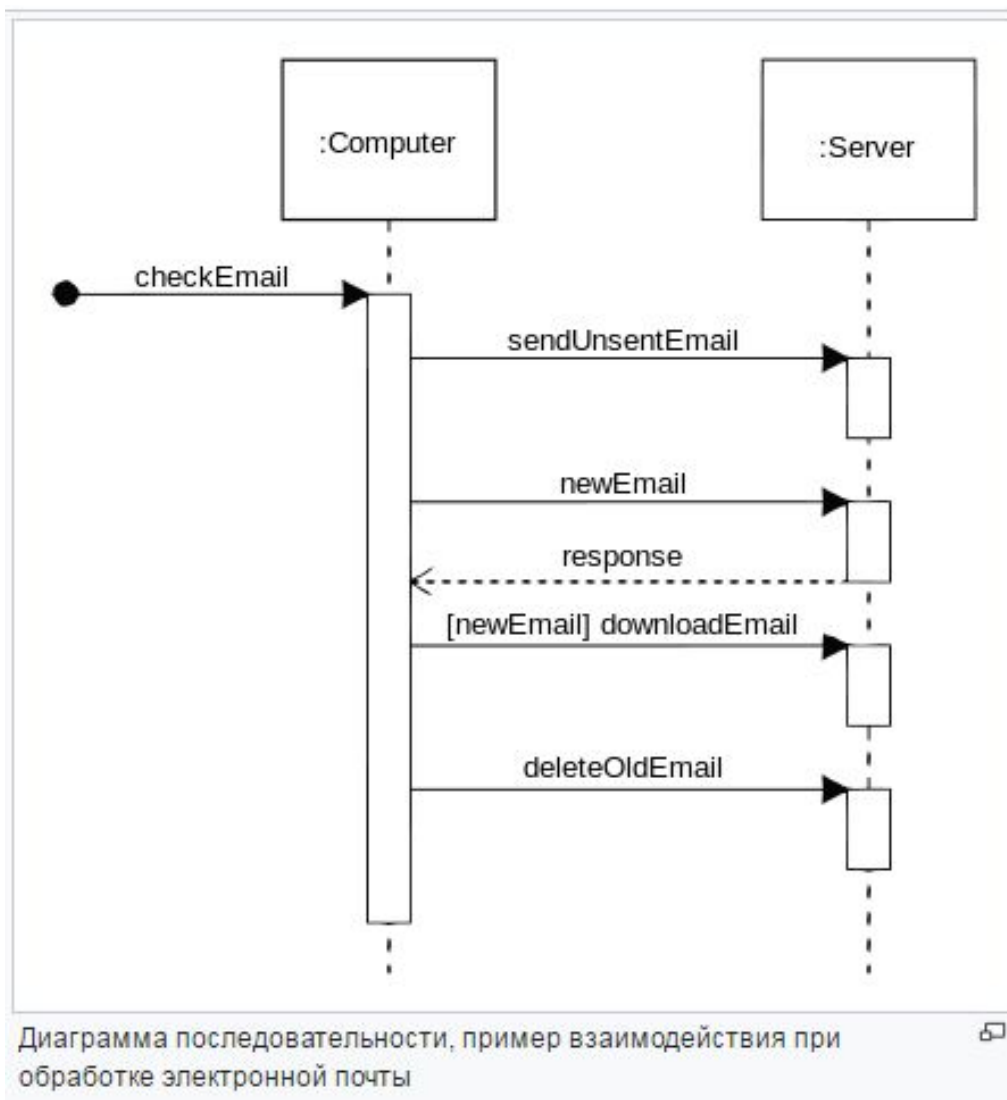 :Computer
:Server
checkEmail
sendUnsentEmail
newEmail
response
[newEmail] downloadEmail
deleteOldEmail
Диаграмма последовательности, пример взаимодействия при
обработке электронной почты